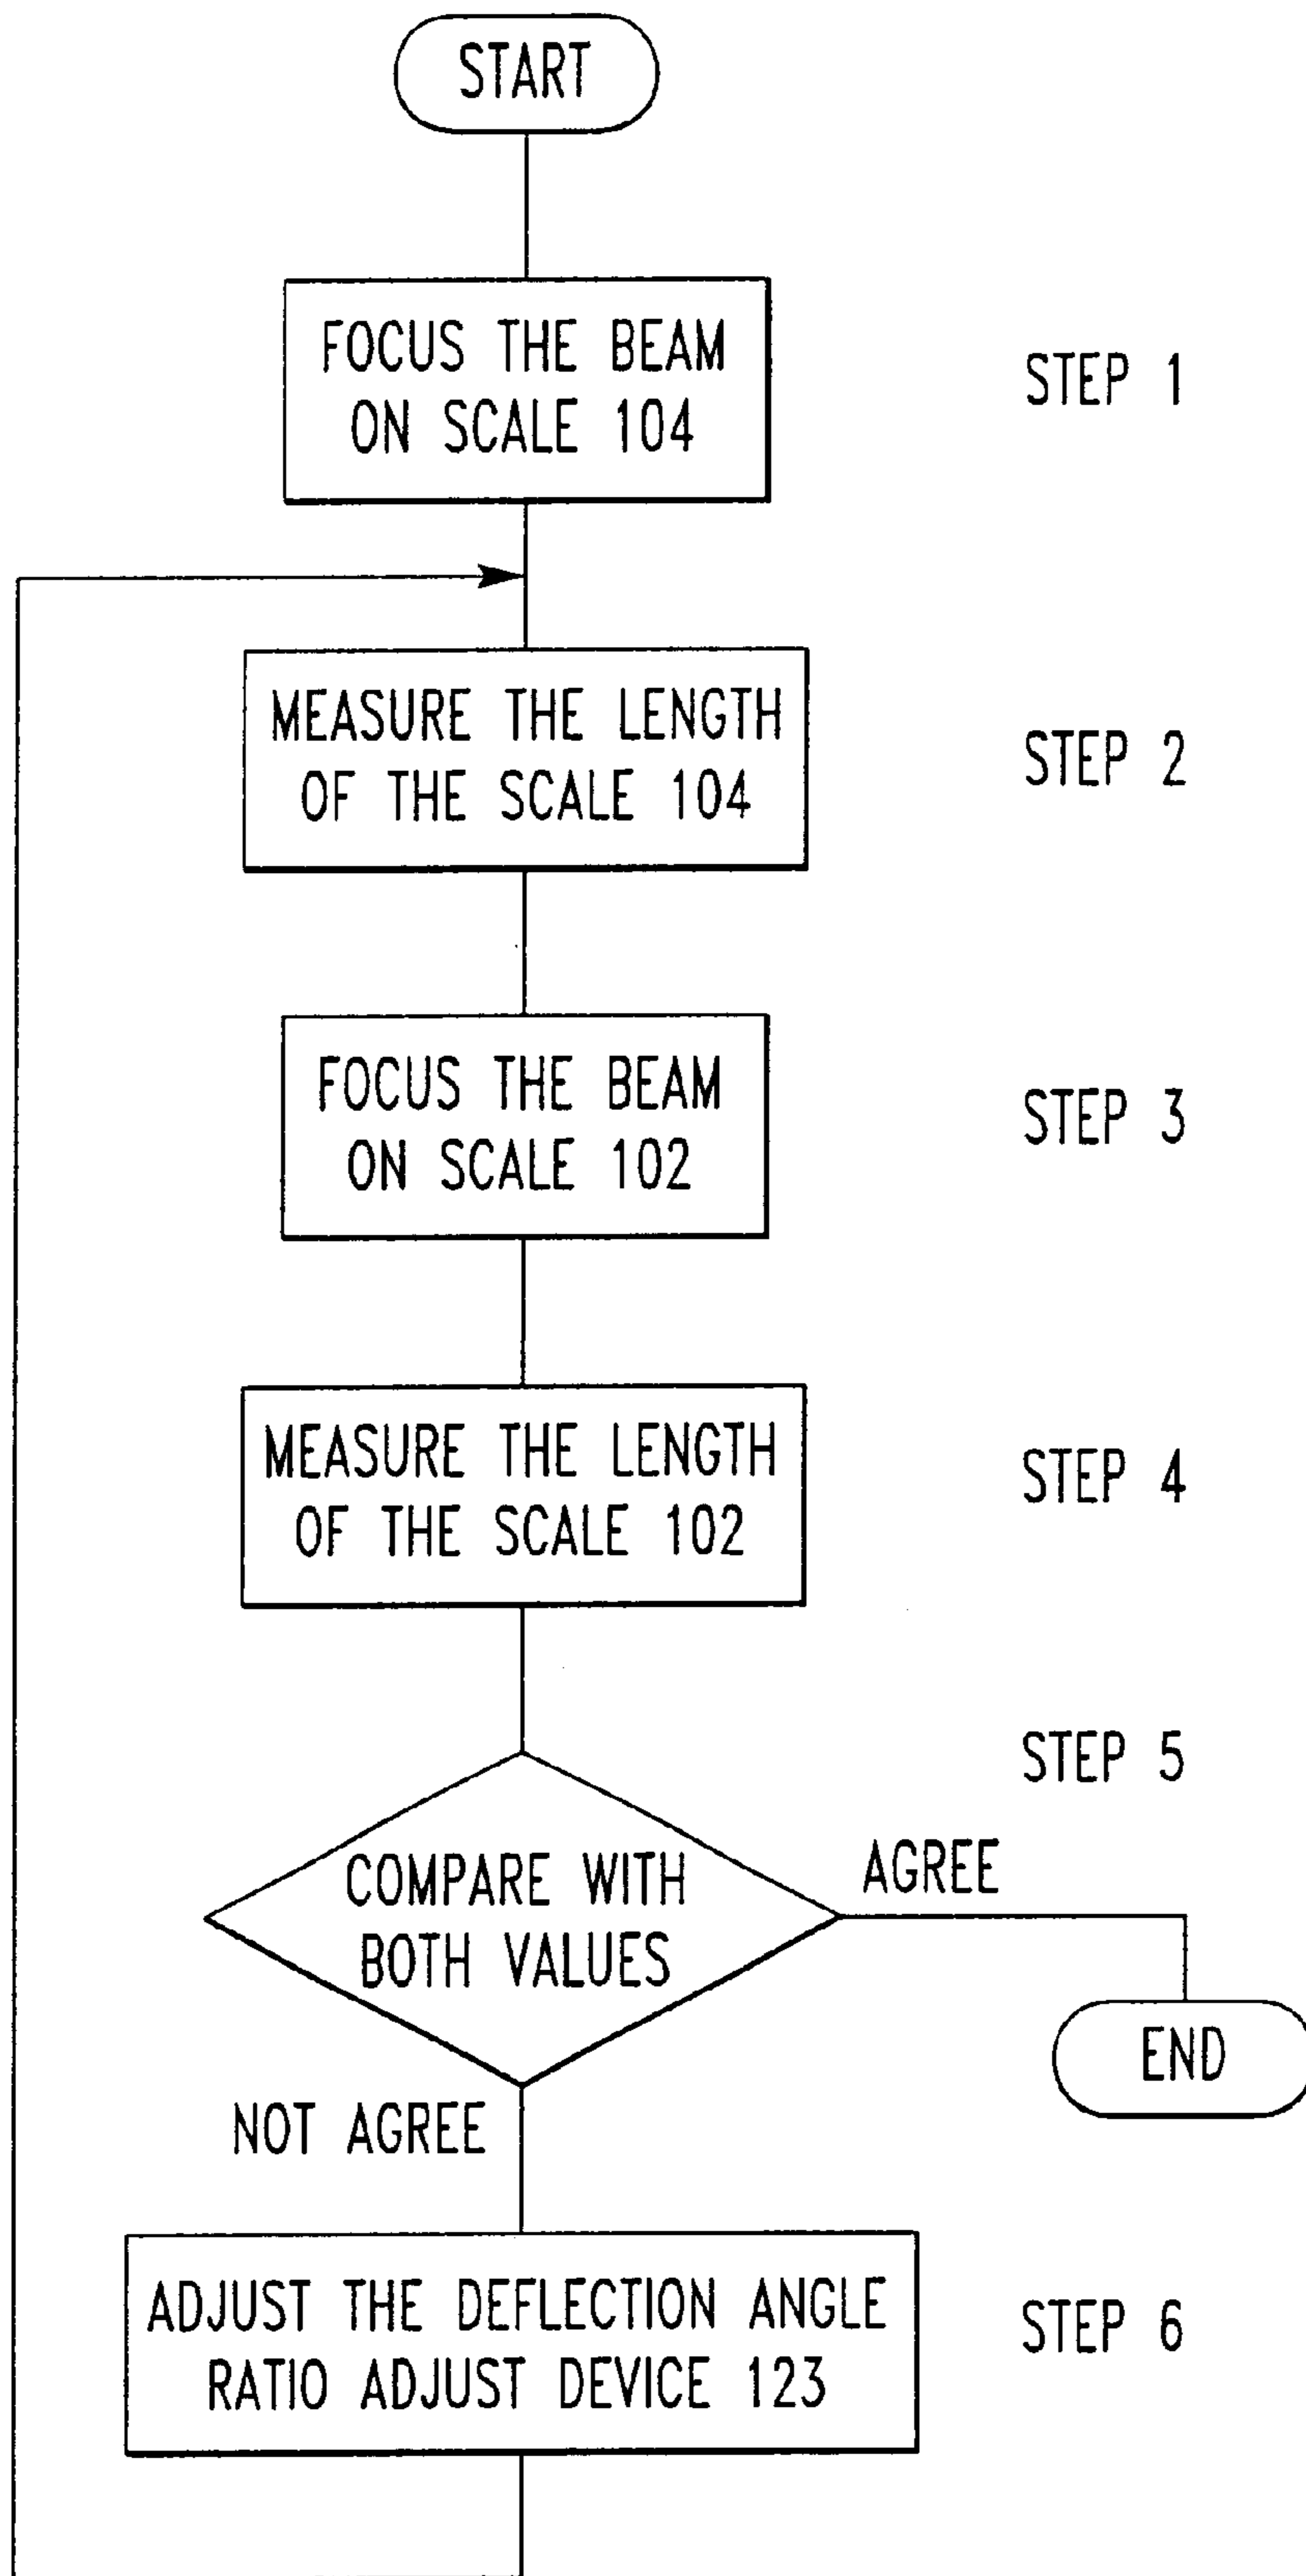 START
FOCUS THE BEAM
ON SCALE 104
STEP 1
MEASURE THE LENGTH
OF THE SCALE 104
STEP 2
FOCUS THE BEAM
ON SCALE 102
STEP 3
MEASURE THE LENGTH
OF THE SCALE 102
STEP 4
STEP 5
COMPARE WITH
BOTH VALUES
AGREE
END
NOT AGREE
ADJUST THE DEFLECTION ANGLE
RATIO ADJUST DEVICE 123
STEP 6